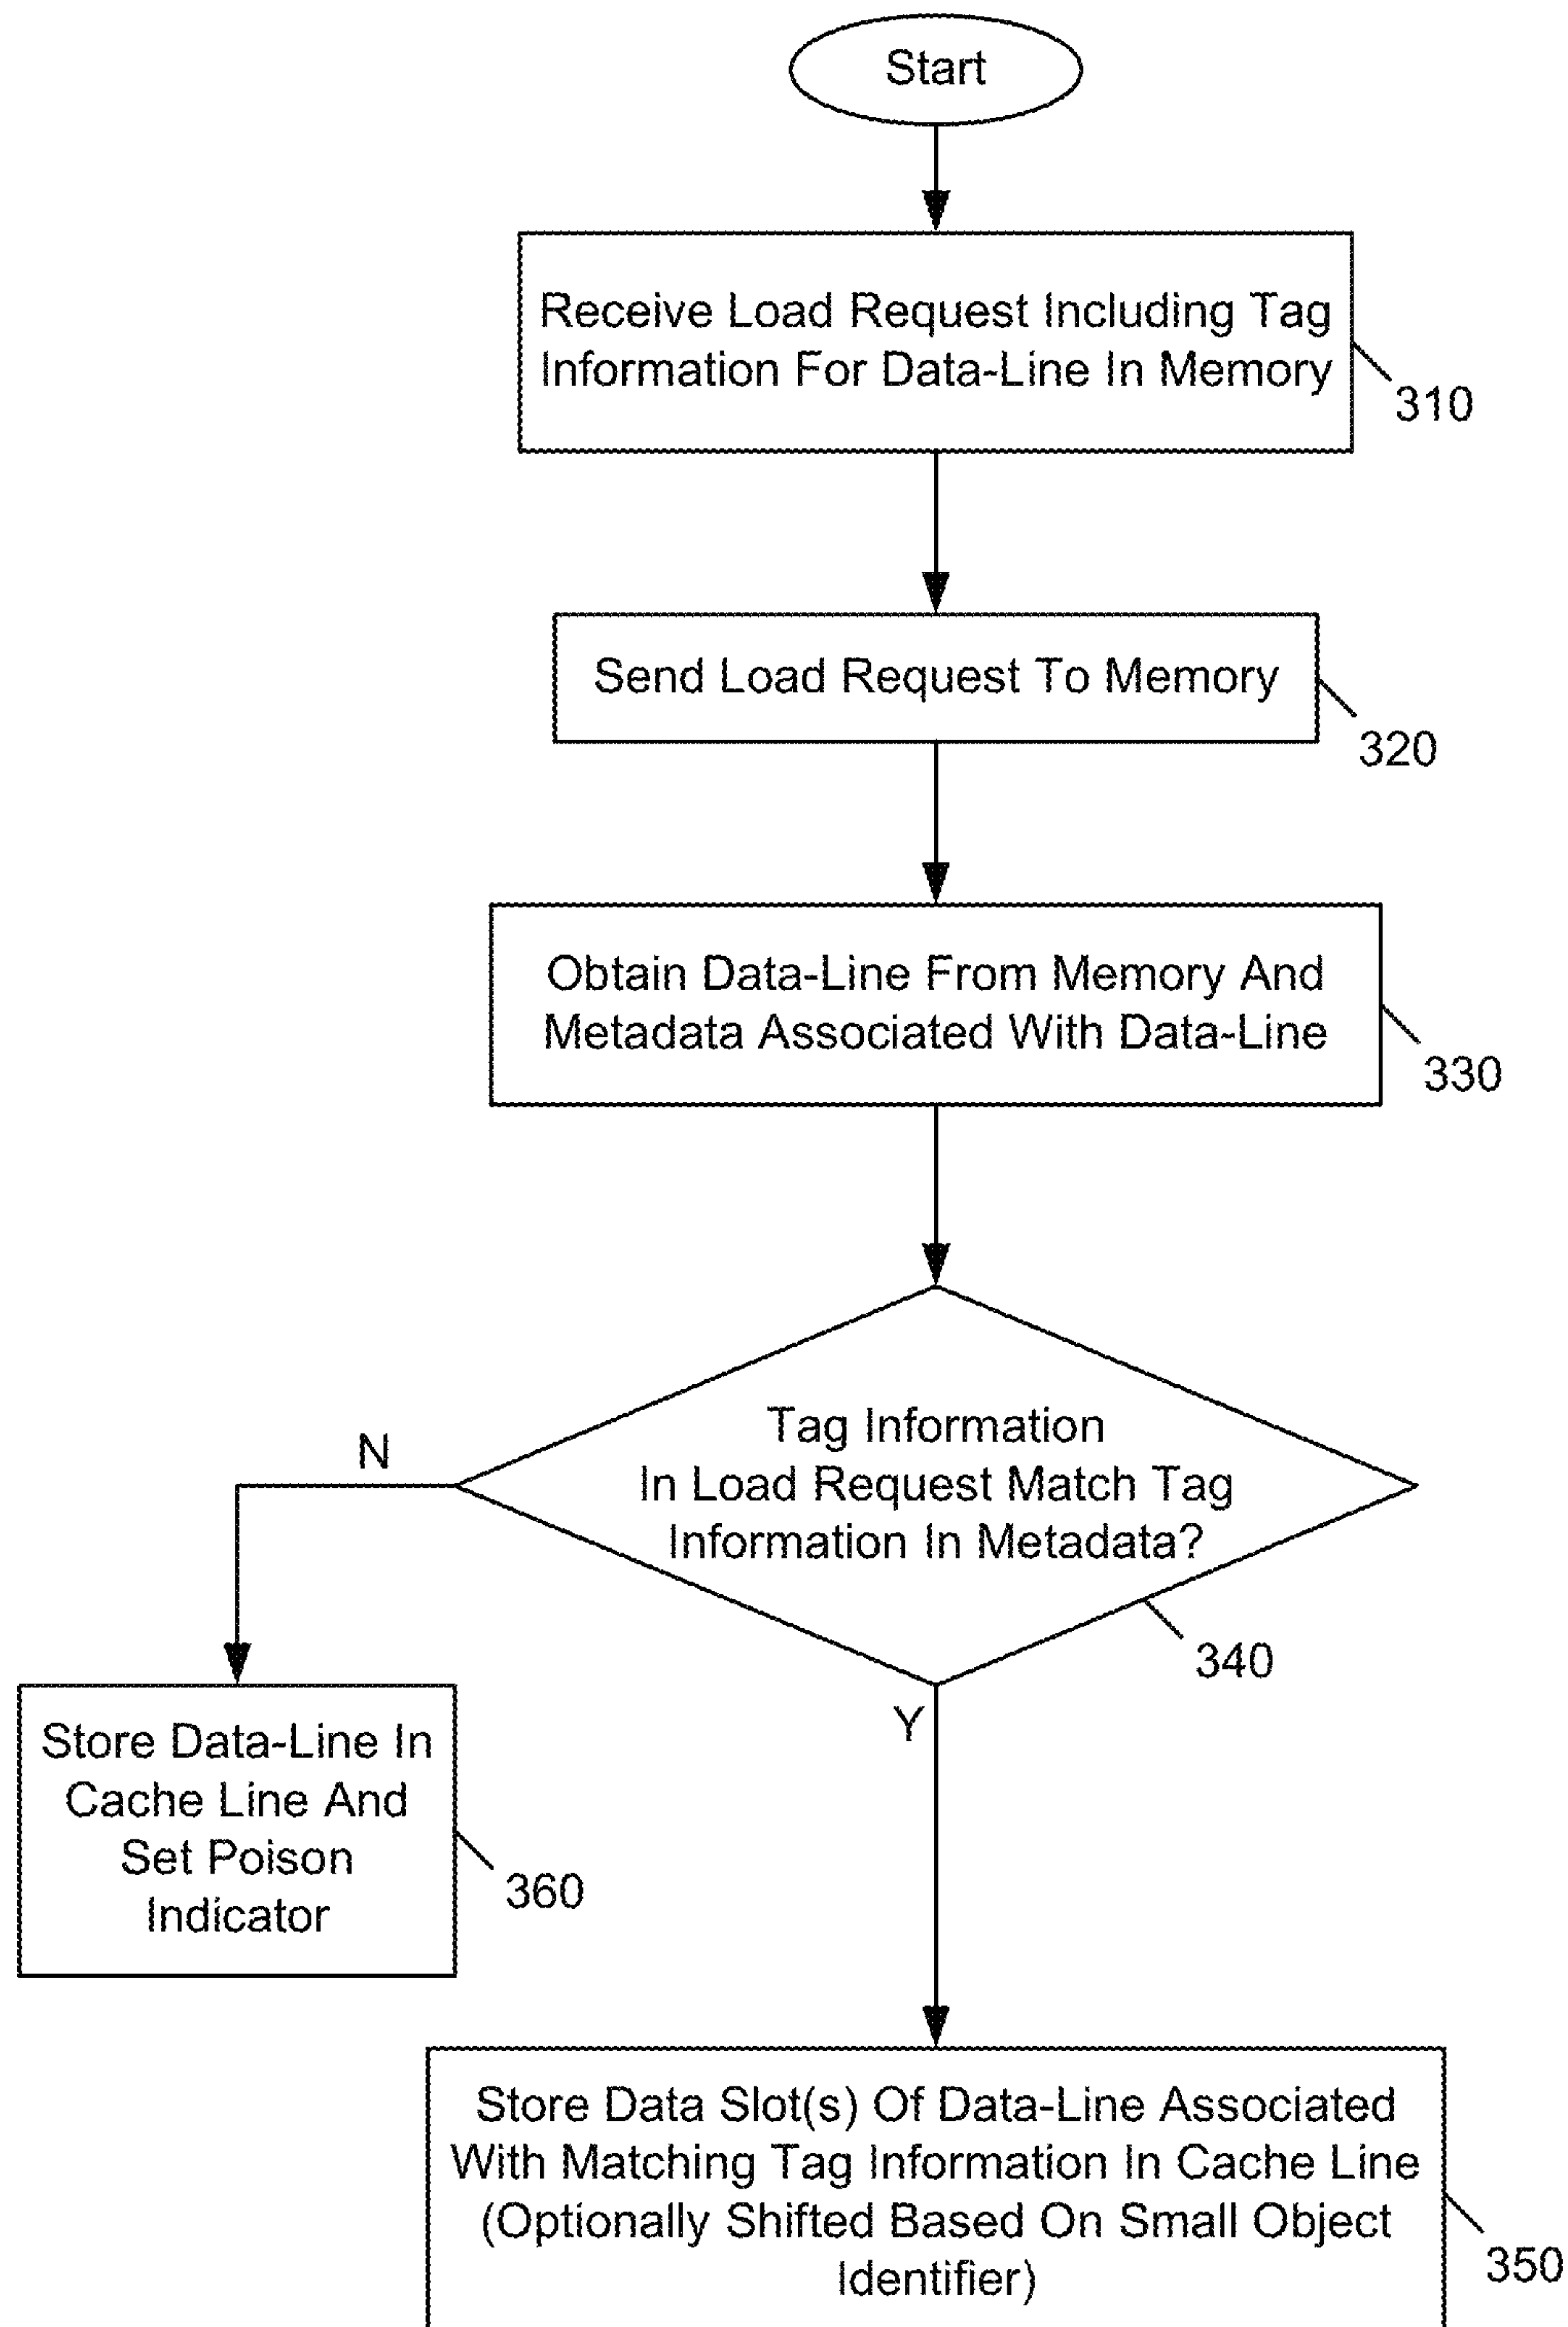 Start
Receive Load Request Including Tag
Information For Data-Line In Memory
310
Send Load Request To Memory
320
Obtain Data-Line From Memory And
Metadata Associated With Data-Line
330
Tag Information
In Load Request Match Tag
Information In Metadata?
340
N
Y
Store Data-Line In
Cache Line And
Set Poison
Indicator
360
Store Data Slot(s) Of Data-Line Associated
With Matching Tag Information In Cache Line
(Optionally Shifted Based On Small Object
Identifier)
350